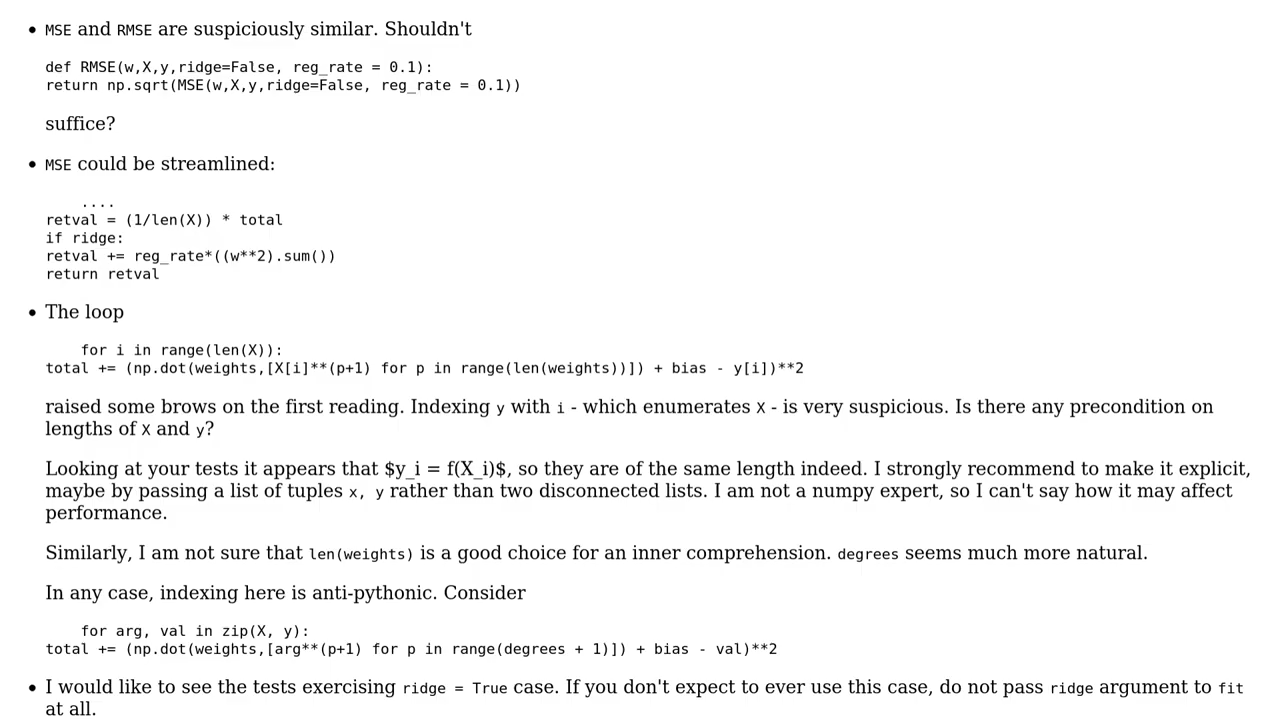 • MSE and RMSE are suspiciously similar. Shouldn't
def RMSE(w,X,y,ridge=False, reg_rate = 0.1):
return np.sqrt(MSE(w,X,y,ridge=False, reg_rate = 0.1))
suffice?
• MSE could be streamlined:
    ....
retval = (1/len(X)) * total
if ridge:
retval += reg_rate*((w**2).sum())
return retval
• The loop
    for i in range(len(X)):
total += (np.dot(weights,[X[i]**(p+1) for p in range(len(weights))]) + bias - y[i])**2
raised some brows on the first reading. Indexing y with i - which enumerates X - is very suspicious. Is there any precondition on
lengths of X and y?
Looking at your tests it appears that $y_i = f(X_i)$, so they are of the same length indeed. I strongly recommend to make it explicit,
maybe by passing a list of tuples x, y rather than two disconnected lists. I am not a numpy expert, so I can't say how it may affect
performance.
Similarly, I am not sure that len(weights) is a good choice for an inner comprehension. degrees seems much more natural.
In any case, indexing here is anti-pythonic. Consider
    for arg, val in zip(X, y):
total += (np.dot(weights,[arg**(p+1) for p in range(degrees + 1)]) + bias - val)**2
• I would like to see the tests exercising ridge = True case. If you don't expect to ever use this case, do not pass ridge argument to fit
at all.